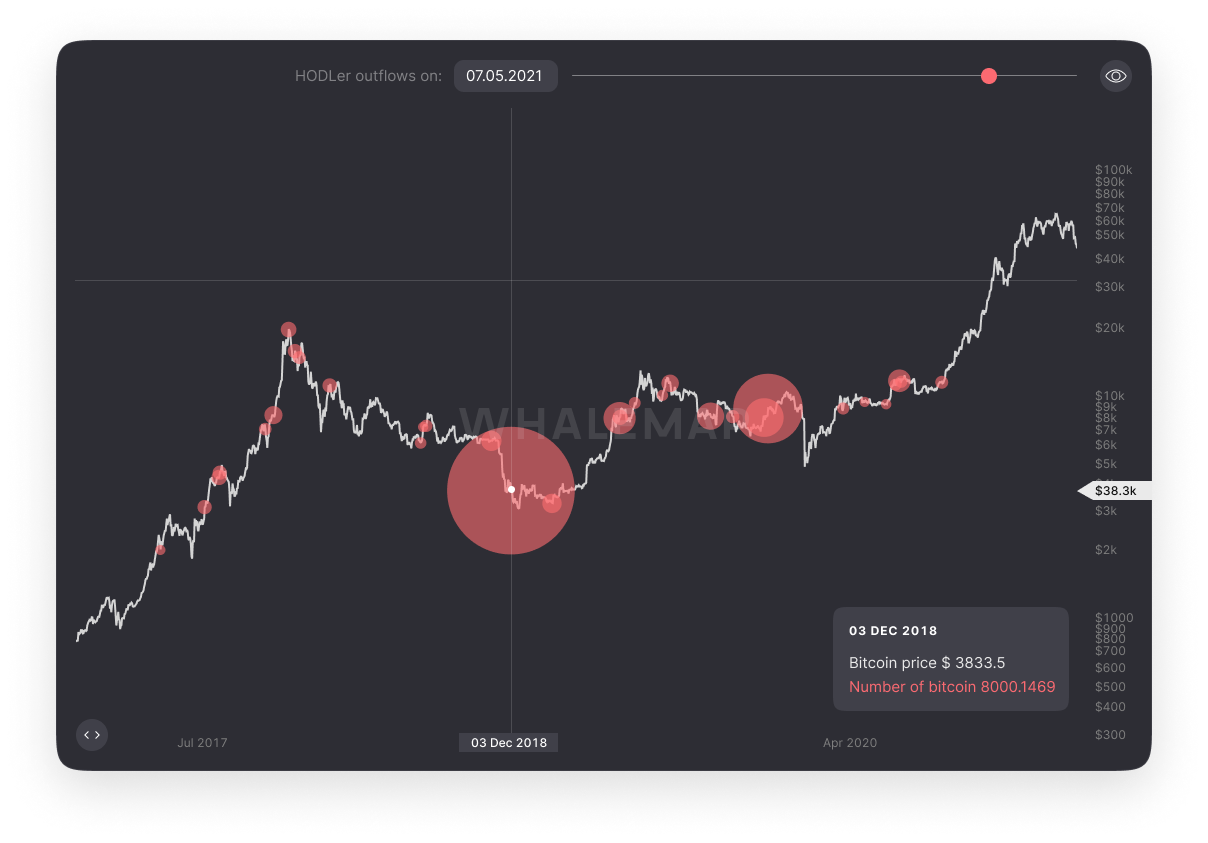 HODLer outflows on: 07.05.2021
WHALEMAP
$100k
$90k
$80k
$70k
$60k
$50k
$40k
$30k
$20k
$10k
$9k
$8k
$7k
$6k
$5k
$38.3k
$3k
$2k
$1000
$900
$800
$700
$600
$500
$400
$300
03 DEC 2018
Bitcoin price $ 3833.5
Number of bitcoin 8000.1469
Jul 2017
03 Dec 2018
Apr 2020